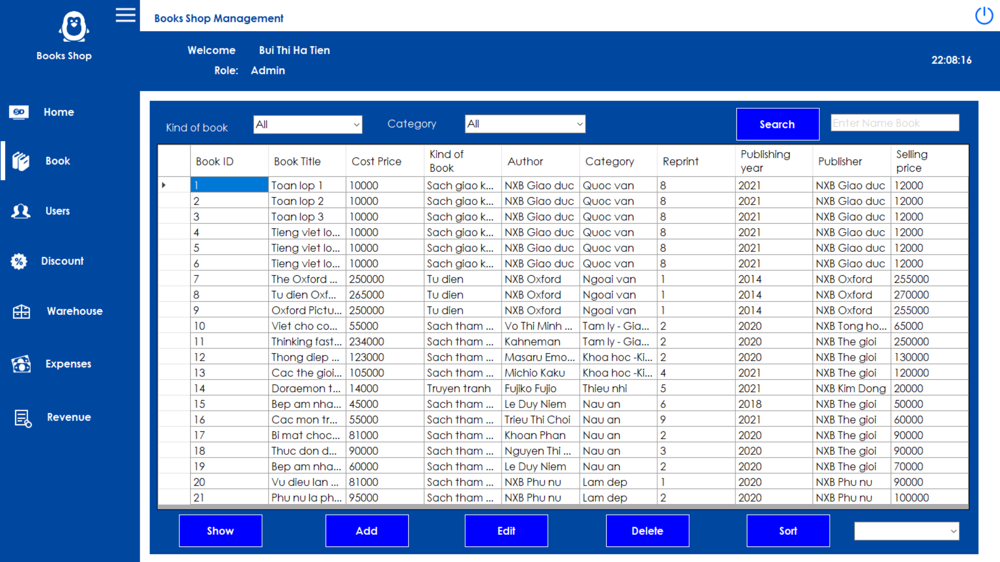 Books Shop
Books Shop Management
Welcome Bui Thi Ha Tien
Role: Admin
22:08:16
Home
Book
Users
Discount
Warehouse
Expenses
Revenue
Kind of book All Category All Search Enter Name Book
Book ID Book Title Cost Price Kind of Book Author Category Reprint Publishing year Publisher Selling price
1 Toan lop 1 10000 Sach giao k... NXB Giao duc Quoc van 8 2021 NXB Giao duc 12000
2 Toan lop 2 10000 Sach giao k... NXB Giao duc Quoc van 8 2021 NXB Giao duc 12000
3 Toan lop 3 10000 Sach giao k... NXB Giao duc Quoc van 8 2021 NXB Giao duc 12000
4 Tieng viet lo... 10000 Sach giao k... NXB Giao duc Quoc van 8 2021 NXB Giao duc 12000
5 Tieng viet lo... 10000 Sach giao k... NXB Giao duc Quoc van 8 2021 NXB Giao duc 12000
6 Tieng viet lo... 10000 Sach giao k... NXB Giao duc Quoc van 8 2021 NXB Giao duc 12000
7 The Oxford ... 250000 Tu dien NXB Oxford Ngoai van 1 2014 NXB Oxford 255000
8 Tu dien Oxf... 265000 Tu dien NXB Oxford Ngoai van 1 2014 NXB Oxford 270000
9 Oxford Pictu... 250000 Tu dien NXB Oxford Ngoai van 1 2014 NXB Oxford 255000
10 Viet cho co... 55000 Sach tham ... Vo Thi Minh ... Tam ly - Gia... 2 2020 NXB Tong ho... 65000
11 Thinking fast... 234000 Sach tham ... Kahneman Tam ly - Gia... 2 2020 NXB The gioi 250000
12 Thong diep ... 123000 Sach tham ... Masaru Emo... Khoa hoc -Ki... 2 2020 NXB The gioi 130000
13 Cac the gioi... 105000 Sach tham ... Michio Kaku Khoa hoc -Ki... 4 2021 NXB The gioi 120000
14 Doraemon t... 14000 Truyen tranh Fujiko Fujio Thieu nhi 5 2021 NXB Kim Dong 20000
15 Bep am nha... 45000 Sach tham ... Le Duy Niem Nau an 6 2018 NXB The gioi 50000
16 Cac mon tr... 55000 Sach tham ... Trieu Thi Choi Nau an 9 2021 NXB The gioi 60000
17 Bi mat choc... 81000 Sach tham ... Khoan Phan Nau an 2 2020 NXB The gioi 90000
18 Thuc don d... 90000 Sach tham ... Nguyen Thi ... Nau an 3 2020 NXB The gioi 90000
19 Bep am nha... 60000 Sach tham ... Le Duy Niem Nau an 2 2020 NXB The gioi 70000
20 Vu dieu lan ... 81000 Sach tham ... NXB Phu nu Lam dep 1 2020 NXB Phu nu 90000
21 Phu nu la ph... 95000 Sach tham ... NXB Phu nu Lam dep 2 2020 NXB Phu nu 100000
Show Add Edit Delete Sort